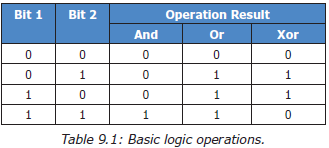 Bit 1 Bit 2 Operation Result
And Or Xor
0 0 0 0 0
0 1 0 1 1
1 0 0 1 1
1 1 1 1 0
Table 9.1: Basic logic operations.